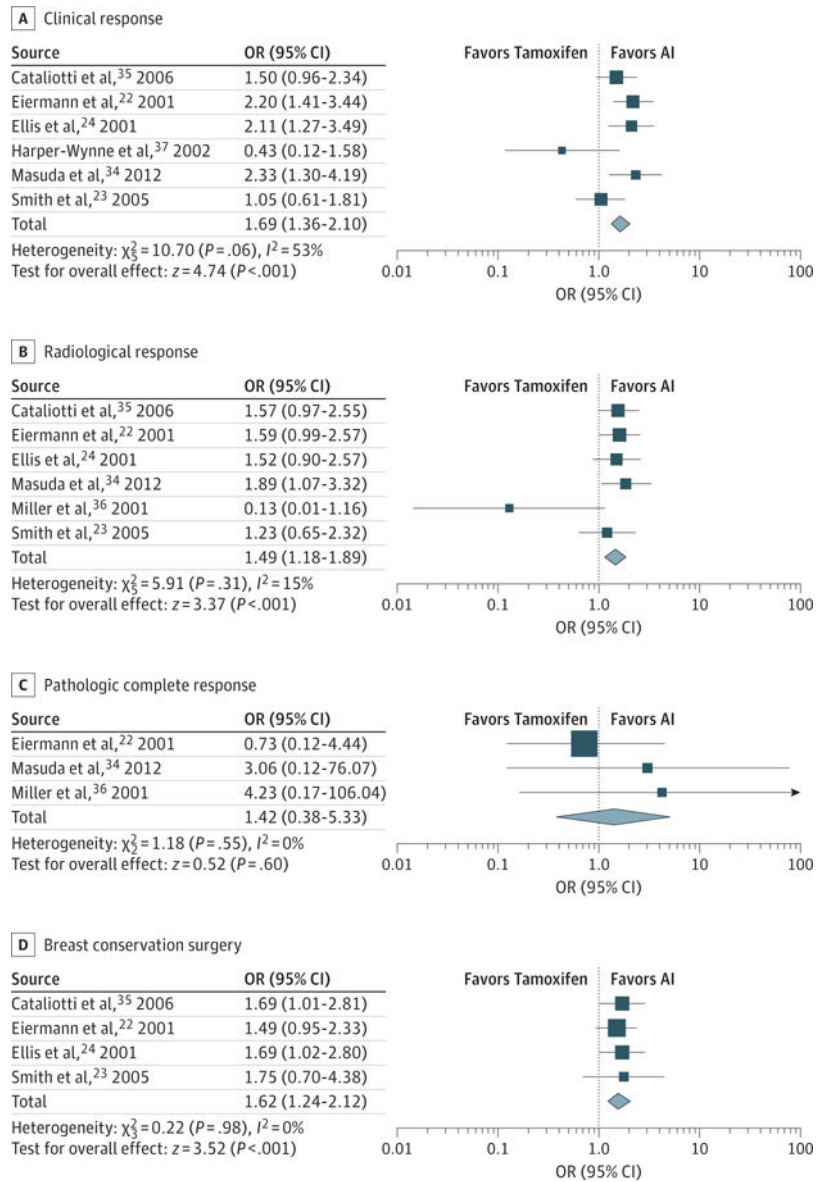 A Clinical response
Source OR (95% CI) Favors Tamoxifen Favors AI
Cataliotti et al,35 2006 1.50 (0.96-2.34)
Eiermann et al,22 2001 2.20 (1.41-3.44)
Ellis et al,24 2001 2.11 (1.27-3.49)
Harper-Wynne et al,37 2002 0.43 (0.12-1.58)
Masuda et al,34 2012 2.33 (1.30-4.19)
Smith et al,23 2005 1.05 (0.61-1.81)
Total 1.69 (1.36-2.10)
Heterogeneity: χ²₅ = 10.70 (P = .06), I² = 53%
Test for overall effect: z = 4.74 (P <.001)
0.01 0.1 1.0 10 100
OR (95% CI)
B Radiological response
Source OR (95% CI) Favors Tamoxifen Favors AI
Cataliotti et al,35 2006 1.57 (0.97-2.55)
Eiermann et al,22 2001 1.59 (0.99-2.57)
Ellis et al,24 2001 1.52 (0.90-2.57)
Masuda et al,34 2012 1.89 (1.07-3.32)
Miller et al,36 2001 0.13 (0.01-1.16)
Smith et al,23 2005 1.23 (0.65-2.32)
Total 1.49 (1.18-1.89)
Heterogeneity: χ²₅ = 5.91 (P = .31), I² = 15%
Test for overall effect: z = 3.37 (P <.001)
0.01 0.1 1.0 10 100
OR (95% CI)
C Pathologic complete response
Source OR (95% CI) Favors Tamoxifen Favors AI
Eiermann et al,22 2001 0.73 (0.12-4.44)
Masuda et al,34 2012 3.06 (0.12-76.07)
Miller et al,36 2001 4.23 (0.17-106.04)
Total 1.42 (0.38-5.33)
Heterogeneity: χ²₂ = 1.18 (P = .55), I² = 0%
Test for overall effect: z = 0.52 (P = .60)
0.01 0.1 1.0 10 100
OR (95% CI)
D Breast conservation surgery
Source OR (95% CI) Favors Tamoxifen Favors AI
Cataliotti et al,35 2006 1.69 (1.01-2.81)
Eiermann et al,22 2001 1.49 (0.95-2.33)
Ellis et al,24 2001 1.69 (1.02-2.80)
Smith et al,23 2005 1.75 (0.70-4.38)
Total 1.62 (1.24-2.12)
Heterogeneity: χ²₃ = 0.22 (P = .98), I² = 0%
Test for overall effect: z = 3.52 (P <.001)
0.01 0.1 1.0 10 100
OR (95% CI)